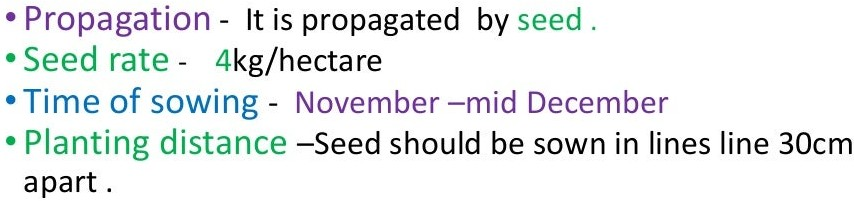 • Propagation - It is propagated by seed .
• Seed rate - 4kg/hectare
• Time of sowing - November –mid December
• Planting distance –Seed should be sown in lines line 30cm
apart .